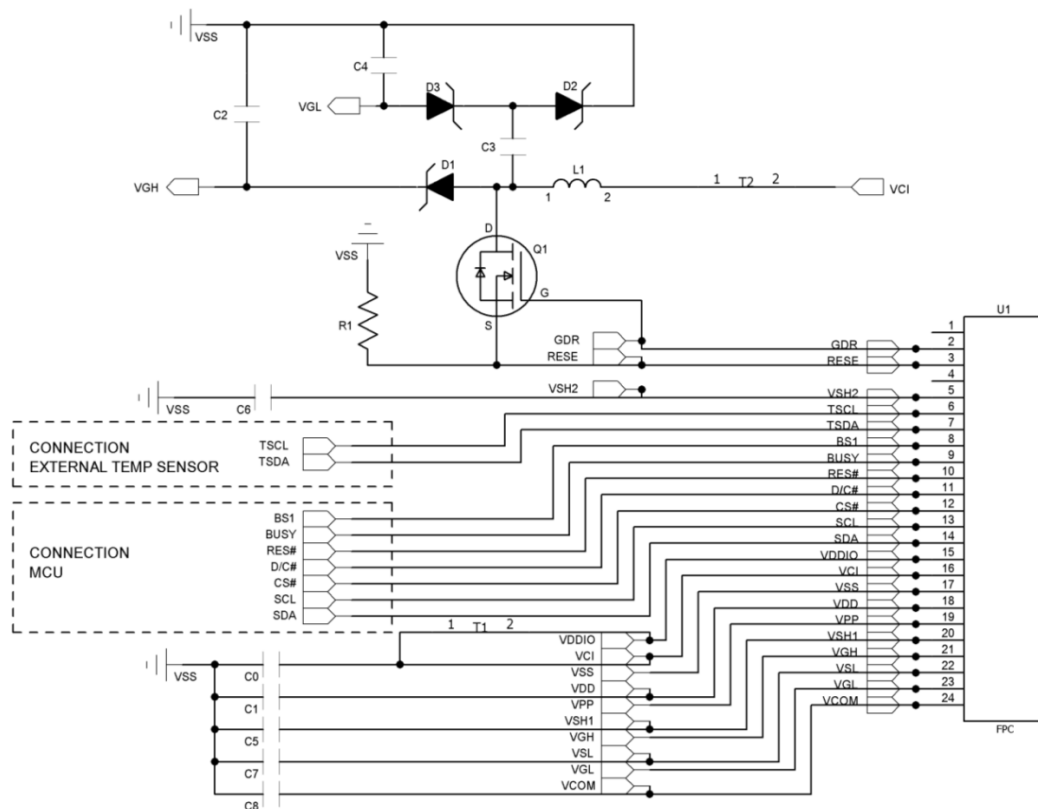 VSS
C4
D3
D2
VGL
C2
C3
D1
L1
VGH
1
2
1 T2 2
VCI
D
VSS
Q1
G
R1
S
U1
GDR
RESE
VSH2
C6
VSS
CONNECTION
EXTERNAL TEMP SENSOR
TSCL
TSDA
CONNECTION
MCU
BS1
BUSY
RES#
D/C#
CS#
SCL
SDA
1 T1 2
VSS
C0
C1
C5
C7
C8
VDDIO
VCI
VSS
VDD
VPP
VSH1
VGH
VSL
VGL
VCOM
1
GDR 2
RESE 3
4
VSH2 5
TSCL 6
TSDA 7
BS1 8
BUSY 9
RES# 10
D/C# 11
CS# 12
SCL 13
SDA 14
VDDIO 15
VCI 16
VSS 17
VDD 18
VPP 19
VSH1 20
VGH 21
VSL 22
VGL 23
VCOM 24
FPC